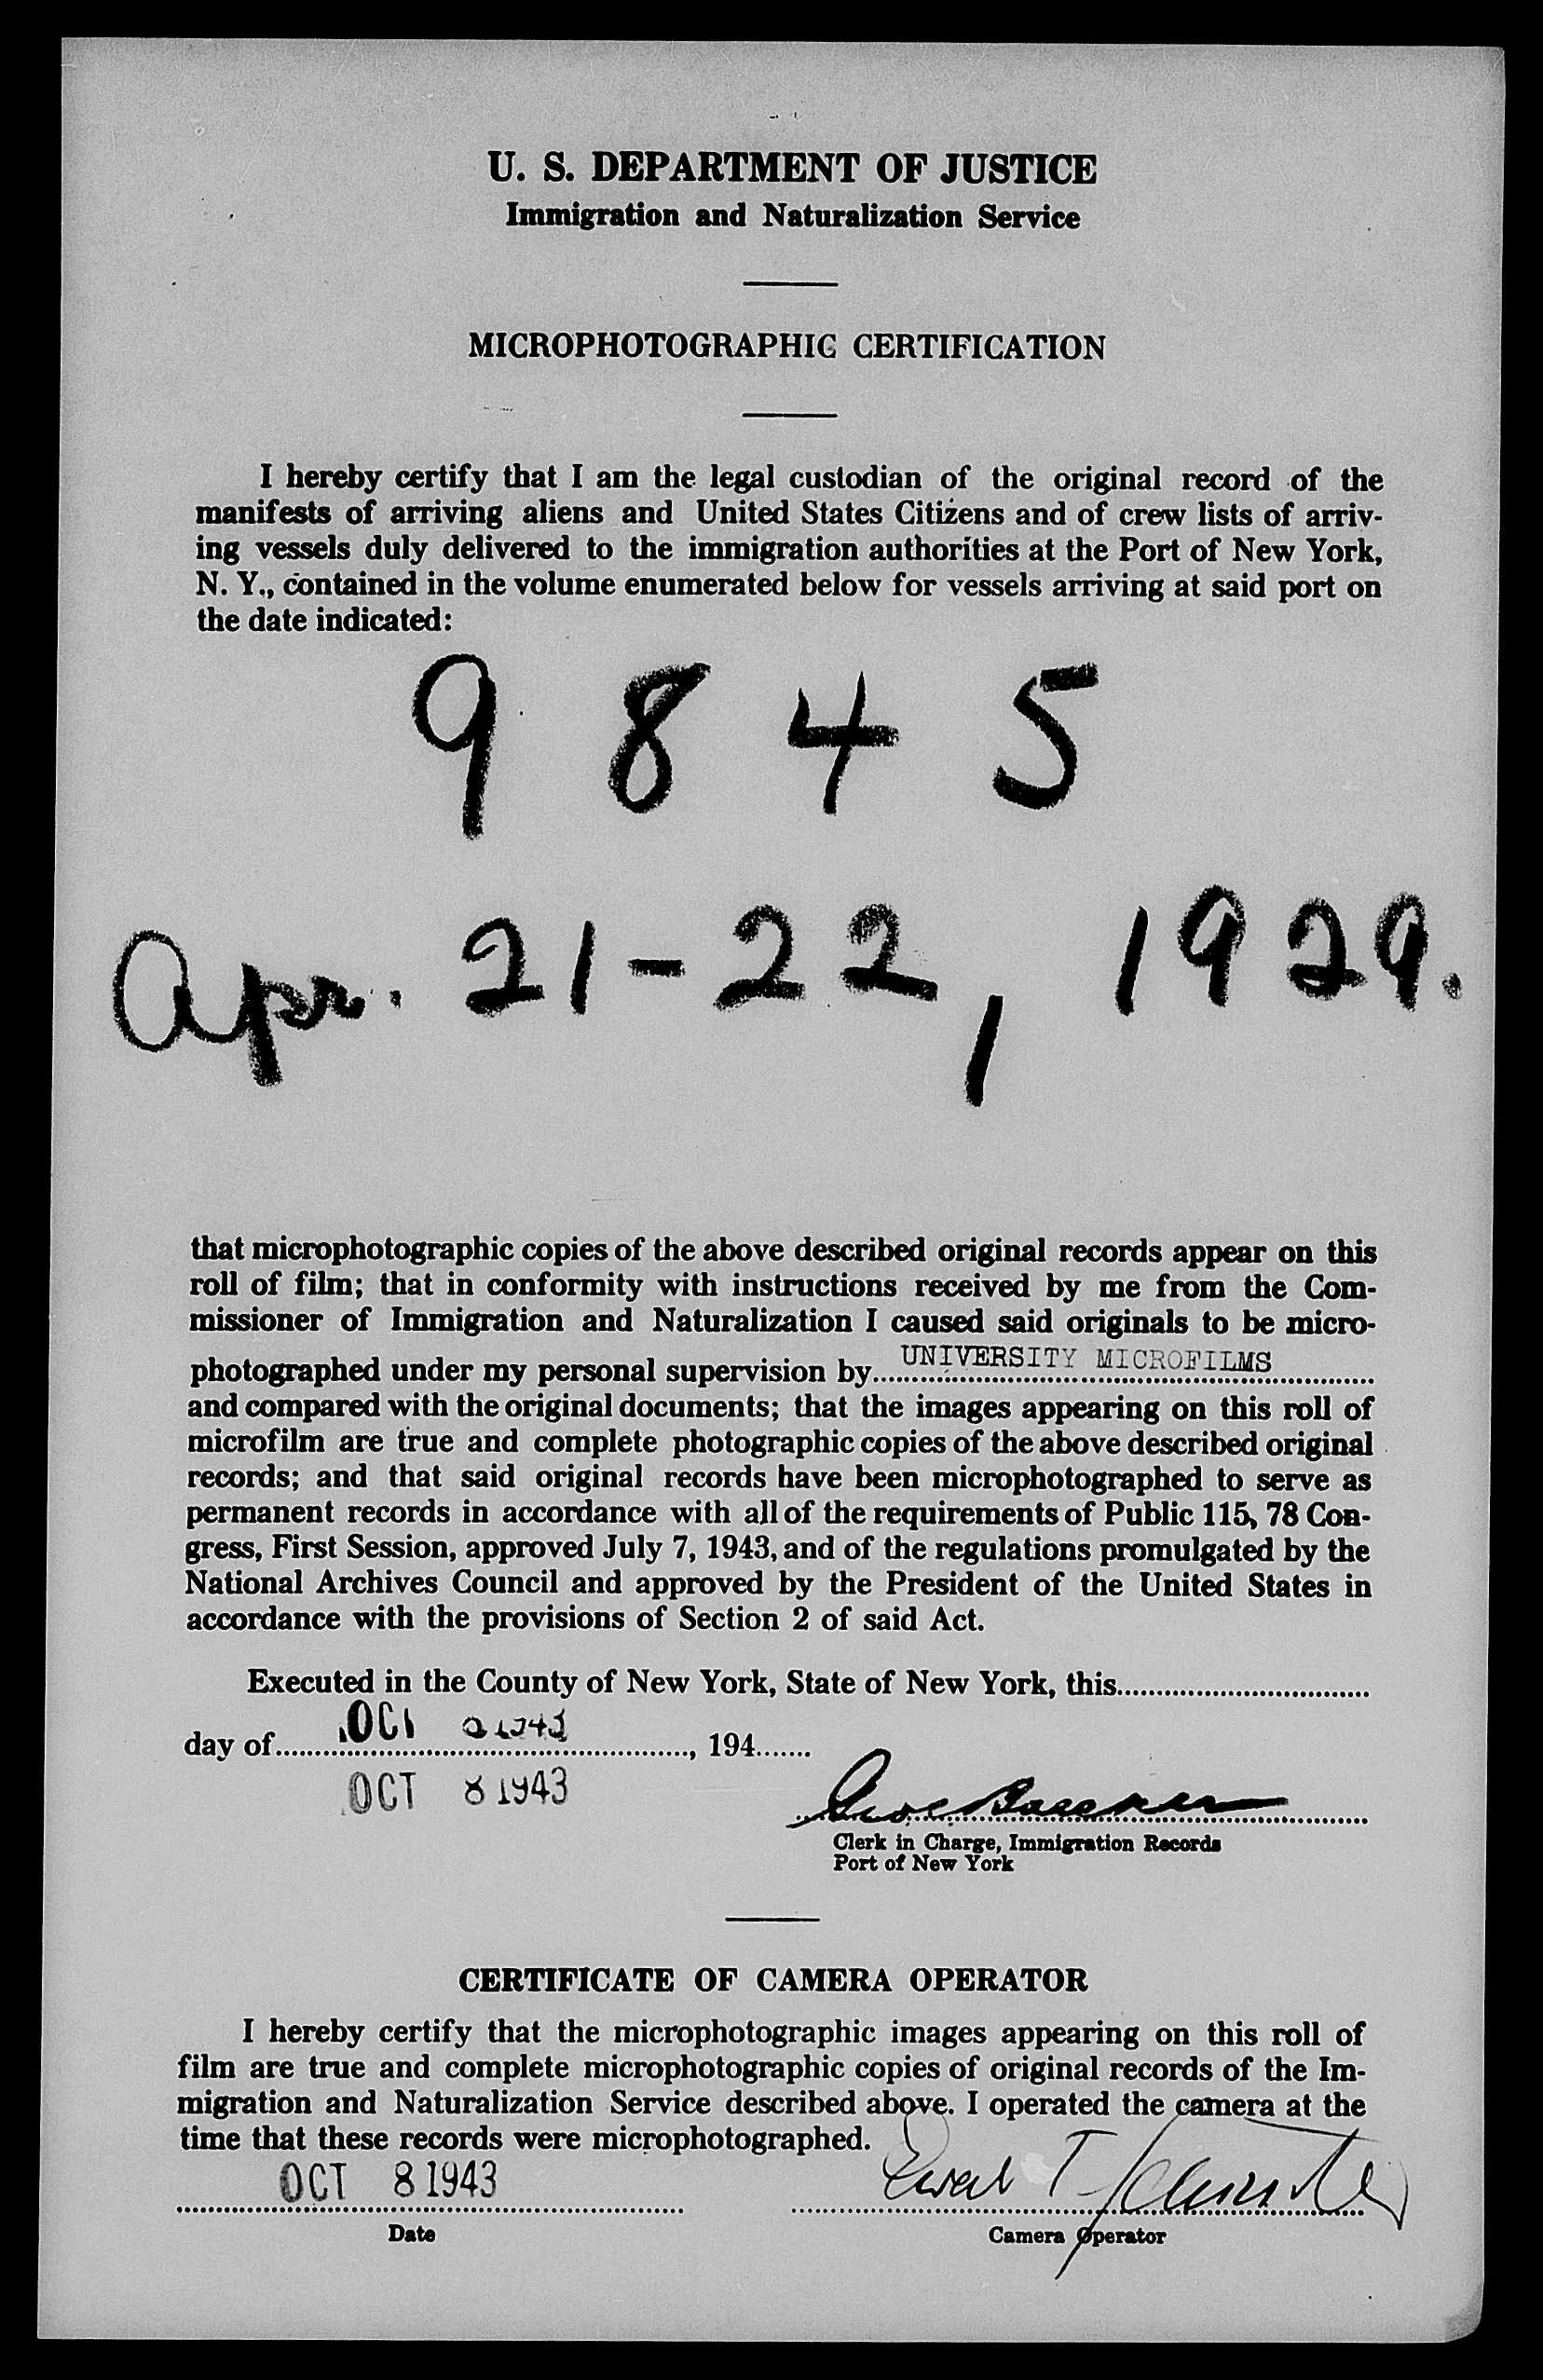 U. S. DEPARTMENT OF JUSTICE
Immigration and Naturalization Service
MICROPHOTOGRAPHIC CERTIFICATION
I hereby certify that I am the legal custodian of the original record of the
manifests of arriving aliens and United States Citizens and of crew lists of arriv-
ing vessels duly delivered to the immigration authorities at the Port of New York,
N. Y., contained in the volume enumerated below for vessels arriving at said port on
the date indicated:
9 8 4 5
Apr. 21-22, 1929.
that microphotographic copies of the above described original records appear on this
roll of film; that in conformity with instructions received by me from the Com-
missioner of Immigration and Naturalization I caused said originals to be micro-
photographed under my personal supervision by UNIVERSITY MICROFILMS
and compared with the original documents; that the images appearing on this roll of
microfilm are true and complete photographic copies of the above described original
records; and that said original records have been microphotographed to serve as
permanent records in accordance with all of the requirements of Public 115, 78 Con-
gress, First Session, approved July 7, 1943, and of the regulations promulgated by the
National Archives Council and approved by the President of the United States in
accordance with the provisions of Section 2 of said Act.
Executed in the County of New York, State of New York, this
day of OCT , 194
OCT 8 1943
Clerk in Charge, Immigration Records
Port of New York
CERTIFICATE OF CAMERA OPERATOR
I hereby certify that the microphotographic images appearing on this roll of
film are true and complete microphotographic copies of original records of the Im-
migration and Naturalization Service described above. I operated the camera at the
time that these records were microphotographed.
OCT 8 1943
Date
Camera Operator